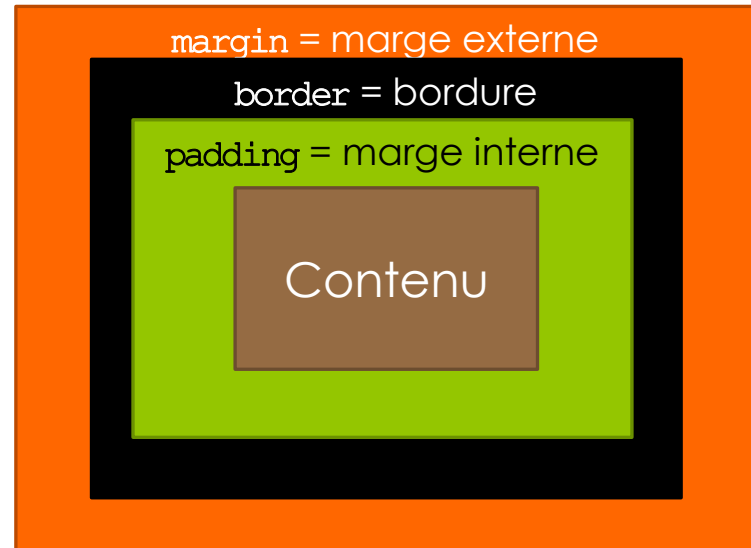 margin = marge externe
border = bordure
padding = marge interne
Contenu